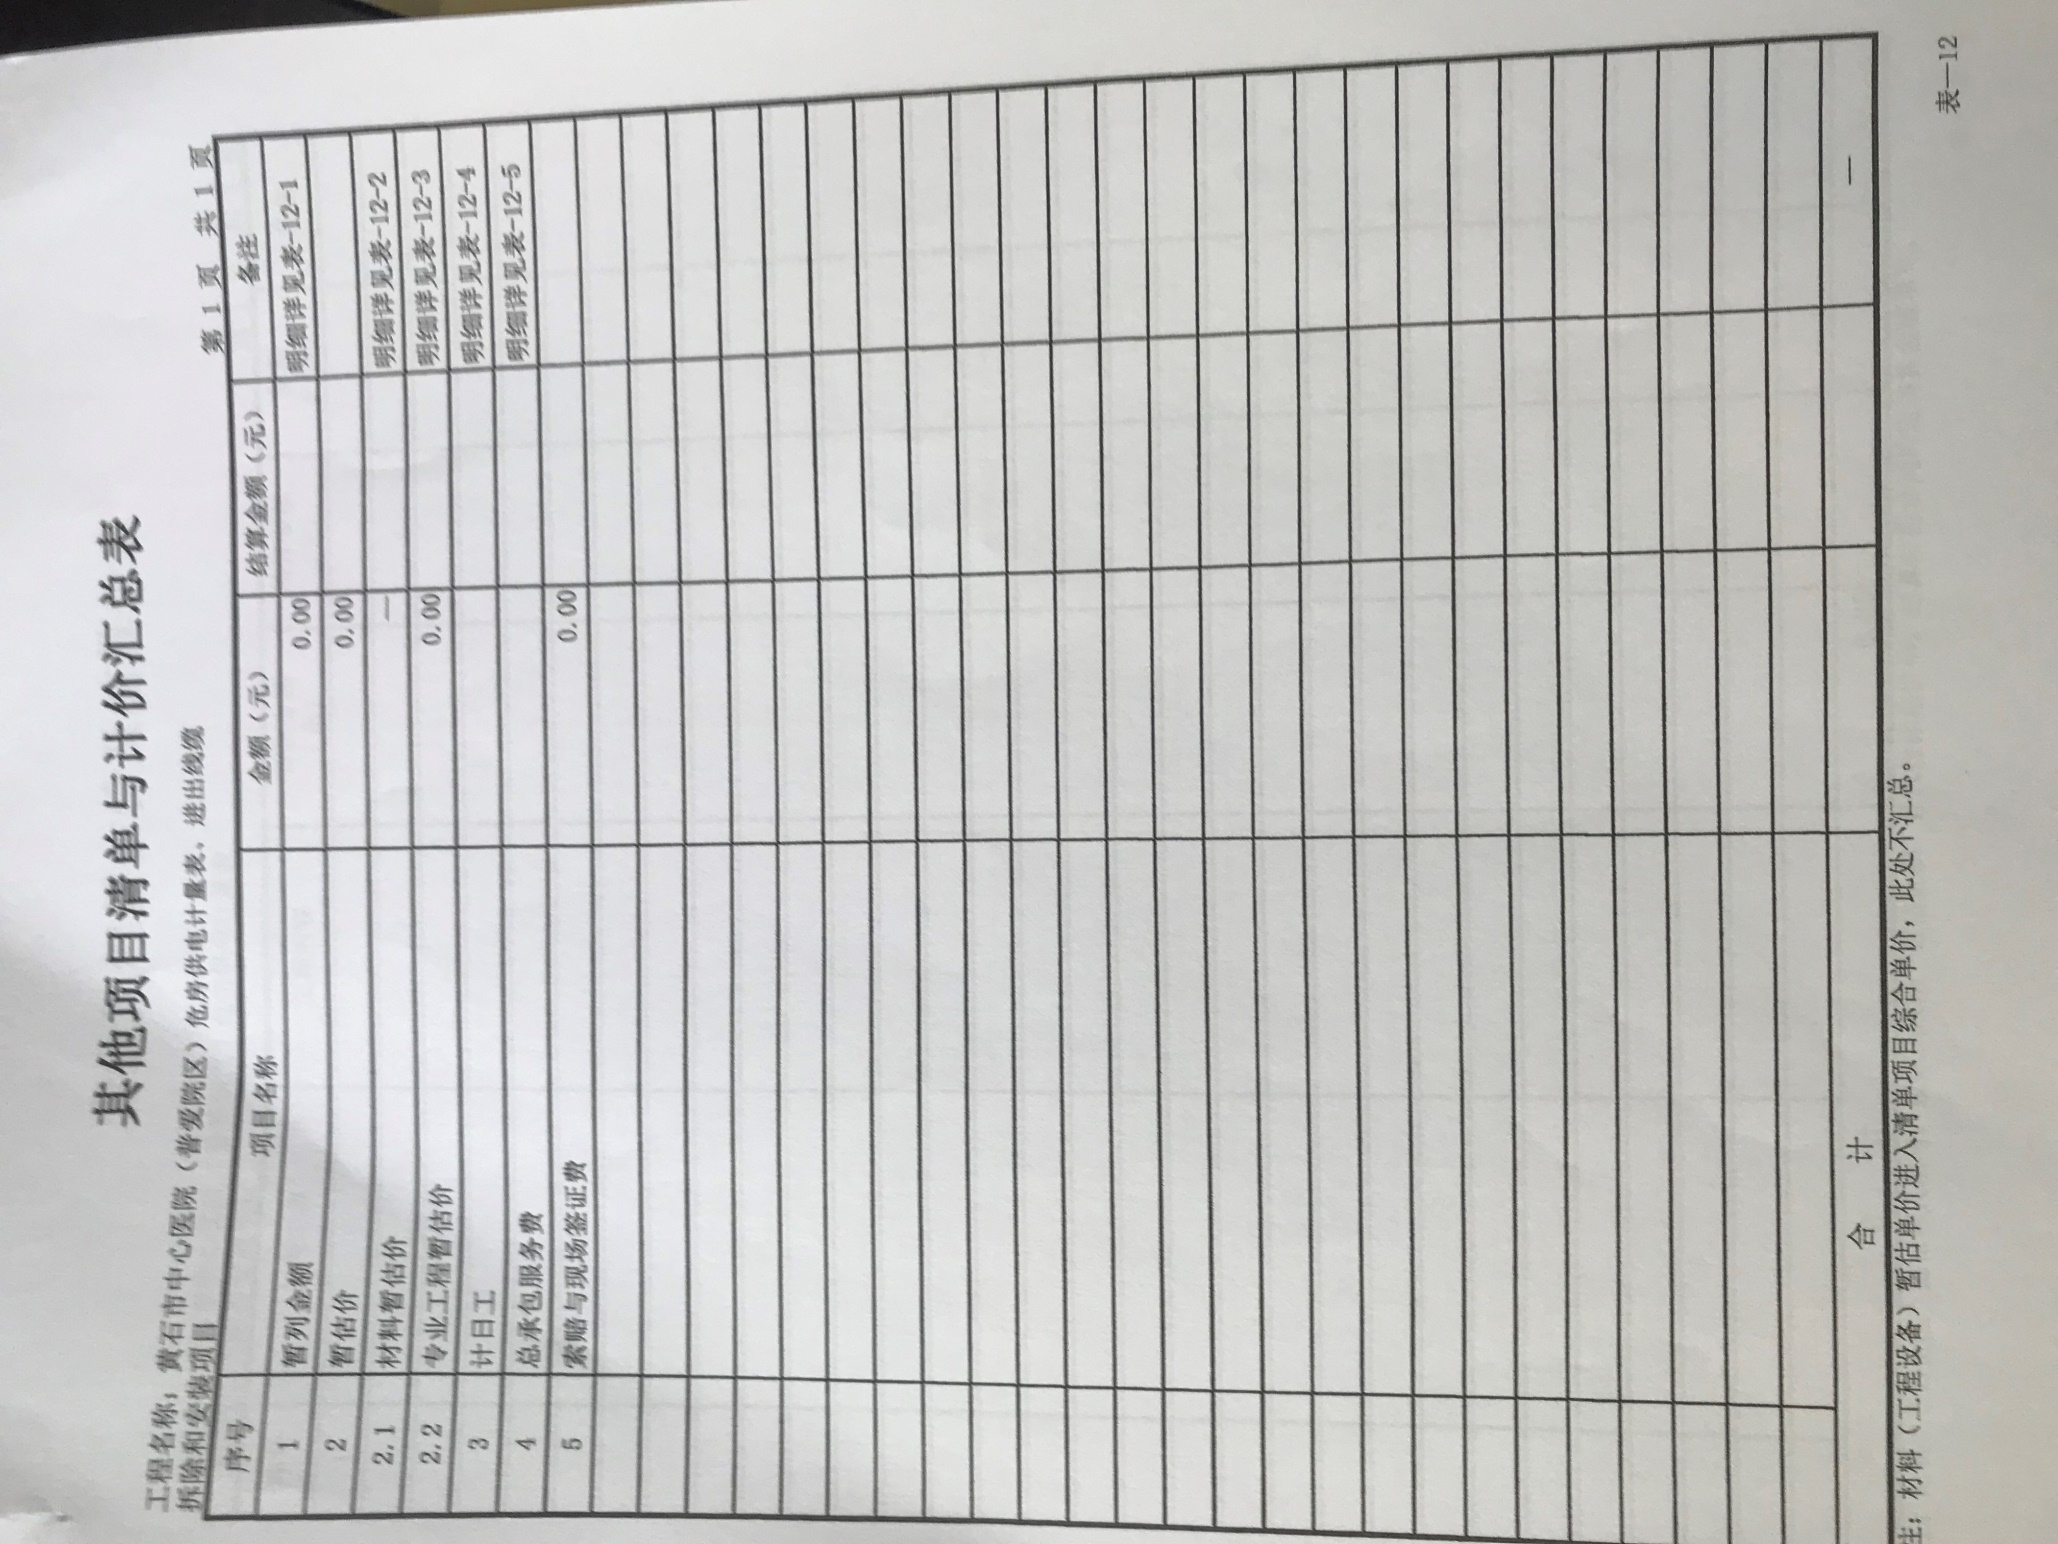 其他项目清单与计价汇总表
工程名称：黄石市中心医院（普爱院区）危房供电计量表、进出线缆
拆除和安装项目
第 1 页 共 1 页
序号 项目名称 金额（元） 结算金额（元） 备注
1 暂列金额 0.00 明细详见表-12-1
2 暂估价 0.00
2.1 材料暂估价 — 明细详见表-12-2
2.2 专业工程暂估价 0.00 明细详见表-12-3
3 计日工 明细详见表-12-4
4 总承包服务费 明细详见表-12-5
5 索赔与现场签证费 0.00
合 计 —
注：材料（工程设备）暂估单价进入清单项目综合单价，此处不汇总。
表—12